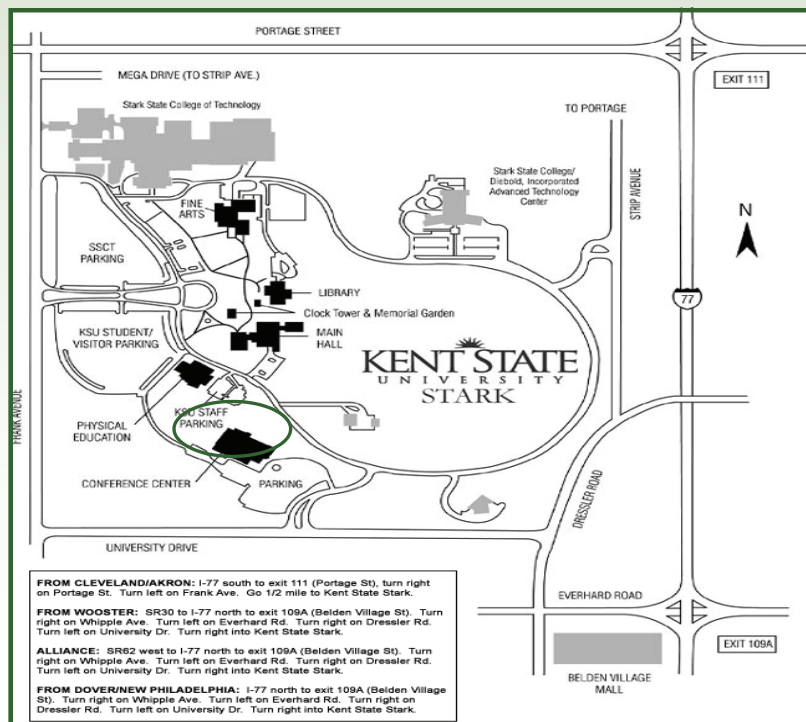 PORTAGE STREET
MEGA DRIVE (TO STRIP AVE.)
EXIT 111
Stark State College of Technology
TO PORTAGE
Stark State College/
Diebold, Incorporated
Advanced Technology
Center
STRIP AVENUE
FINE
ARTS
N
SSCT
PARKING
LIBRARY
77
Clock Tower & Memorial Garden
KSU STUDENT/
VISITOR PARKING
MAIN
HALL
KENT STATE
UNIVERSITY
STARK
FRANK AVENUE
PHYSICAL
EDUCATION
KSU STAFF
PARKING
CONFERENCE CENTER
PARKING
DRESSLER ROAD
UNIVERSITY DRIVE
EVERHARD ROAD
EXIT 109A
BELDEN VILLAGE
MALL
FROM CLEVELAND/AKRON: I-77 south to exit 111 (Portage St), turn right
on Portage St. Turn left on Frank Ave. Go 1/2 mile to Kent State Stark.
FROM WOOSTER: SR30 to I-77 north to exit 109A (Belden Village St). Turn
right on Whipple Ave. Turn left on Everhard Rd. Turn right on Dressler Rd.
Turn left on University Dr. Turn right into Kent State Stark.
ALLIANCE: SR62 west to I-77 north to exit 109A (Belden Village St). Turn
right on Whipple Ave. Turn left on Everhard Rd. Turn right on Dressler Rd.
Turn left on University Dr. Turn right into Kent State Stark.
FROM DOVER/NEW PHILADELPHIA: I-77 north to exit 109A (Belden Village
St). Turn right on Whipple Ave. Turn left on Everhard Rd. Turn right on
Dressler Rd. Turn left on University Dr. Turn right into Kent State Stark.